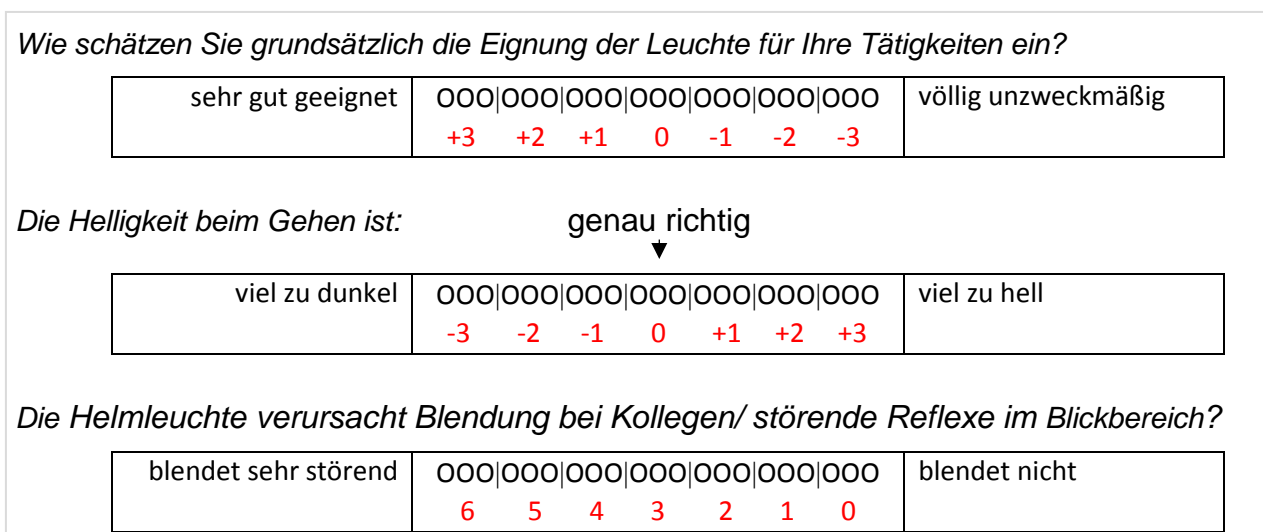 Wie schätzen Sie grundsätzlich die Eignung der Leuchte für Ihre Tätigkeiten ein?
sehr gut geeignet OOO|OOO|OOO|OOO|OOO|OOO|OOO völlig unzweckmäßig
+3 +2 +1 0 -1 -2 -3
Die Helligkeit beim Gehen ist: genau richtig
viel zu dunkel OOO|OOO|OOO|OOO|OOO|OOO|OOO viel zu hell
-3 -2 -1 0 +1 +2 +3
Die Helmleuchte verursacht Blendung bei Kollegen/ störende Reflexe im Blickbereich?
blendet sehr störend OOO|OOO|OOO|OOO|OOO|OOO|OOO blendet nicht
6 5 4 3 2 1 0